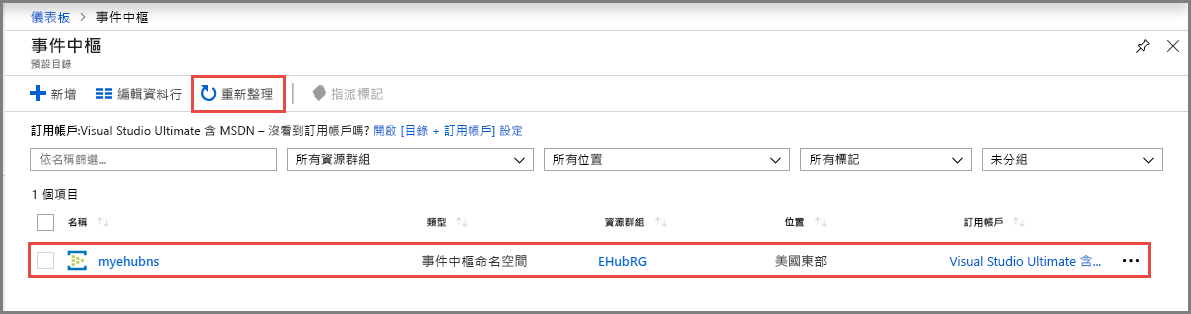 儀表板 > 事件中樞
事件中樞
預設目錄
新增 編輯資料行 重新整理 指派標記
訂用帳戶:Visual Studio Ultimate 含 MSDN – 沒看到訂用帳戶嗎? 開啟 [目錄 + 訂用帳戶] 設定
依名稱篩選... 所有資源群組 所有位置 所有標記 未分組
1 個項目
名稱 類型 資源群組 位置 訂用帳戶
myehubns 事件中樞命名空間 EHubRG 美國東部 Visual Studio Ultimate 含...